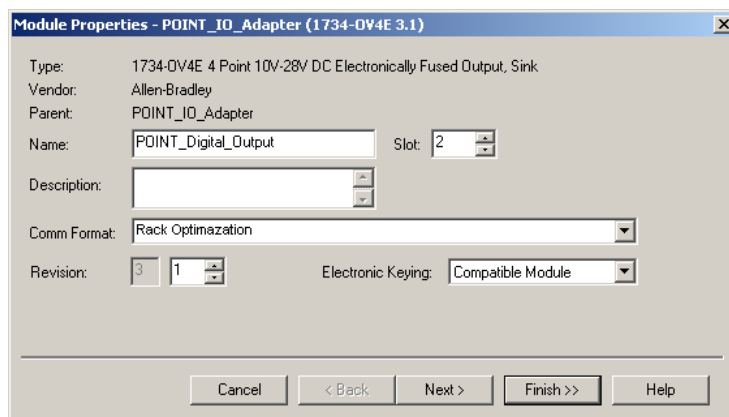 Module Properties - POINT_IO_Adapter (1734-OV4E 3.1)
Type: 1734-OV4E 4 Point 10V-28V DC Electronically Fused Output, Sink
Vendor: Allen-Bradley
Parent: POINT_IO_Adapter
Name: POINT_Digital_Output Slot: 2
Description:
Comm Format: Rack Optimazation
Revision: 3 1 Electronic Keying: Compatible Module
Cancel < Back Next > Finish >> Help